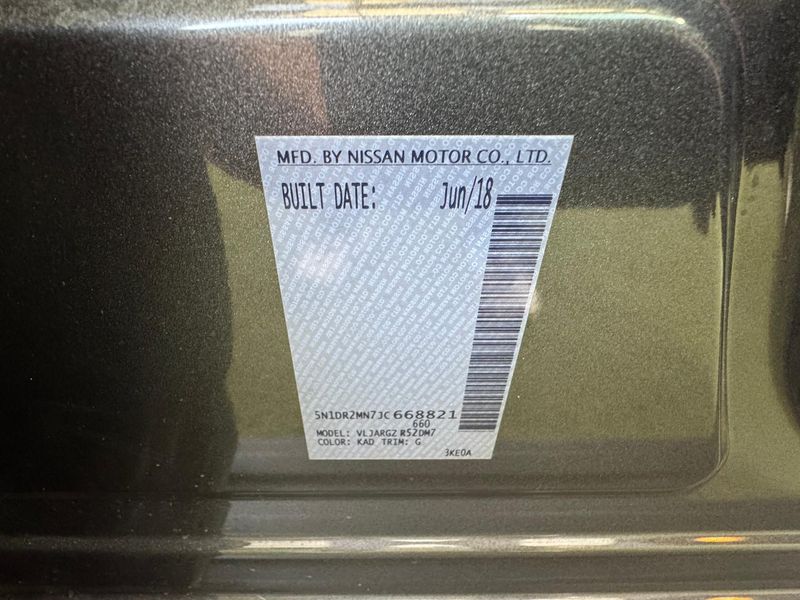 MFD. BY NISSAN MOTOR CO., LTD.
BUILT DATE: Jun/18
5N1DR2MN7JC668821
660
MODEL: VLJARGZ R52DM7
COLOR: KAD TRIM: G
3KE0A